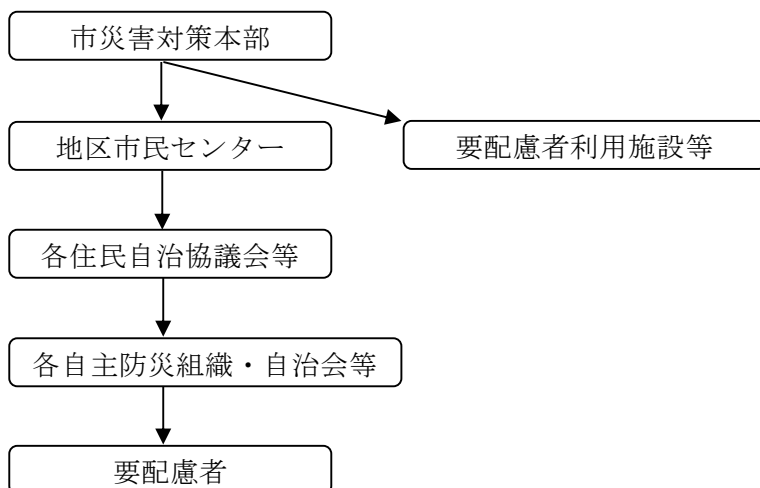 市災害対策本部
地区市民センター
要配慮者利用施設等
各住民自治協議会等
各自主防災組織・自治会等
要配慮者